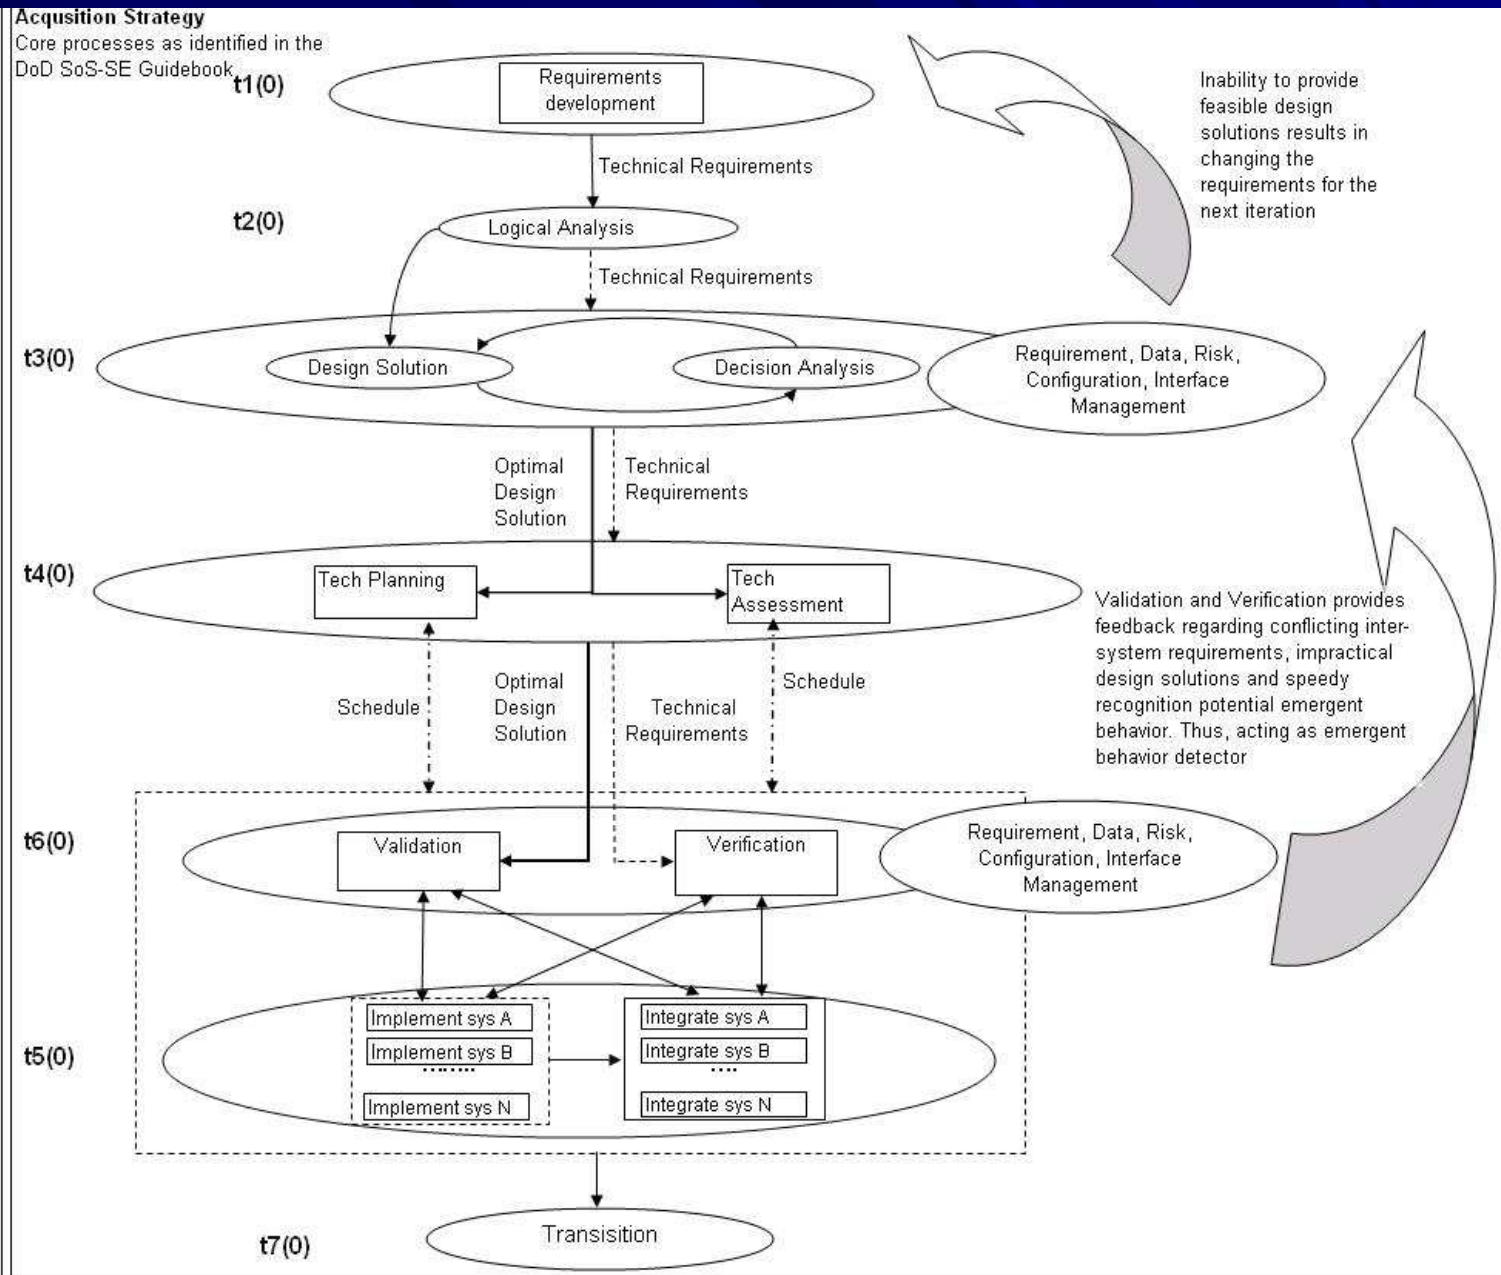 Acqusition Strategy
Core processes as identified in the
DoD SoS-SE Guidebook
t1(0)
Requirements
development
Inability to provide
feasible design
solutions results in
changing the
requirements for the
next iteration
Technical Requirements
t2(0)
Logical Analysis
Technical Requirements
t3(0)
Design Solution
Decision Analysis
Requirement, Data, Risk,
Configuration, Interface
Management
Optimal
Design
Solution
Technical
Requirements
t4(0)
Tech Planning
Tech
Assessment
Validation and Verification provides
feedback regarding conflicting inter-
system requirements, impractical
design solutions and speedy
recognition potential emergent
behavior. Thus, acting as emergent
behavior detector
Schedule
Optimal
Design
Solution
Technical
Requirements
Schedule
t6(0)
Validation
Verification
Requirement, Data, Risk,
Configuration, Interface
Management
t5(0)
Implement sys A
Implement sys B
........
Implement sys N
Integrate sys A
Integrate sys B
....
Integrate sys N
t7(0)
Transisition